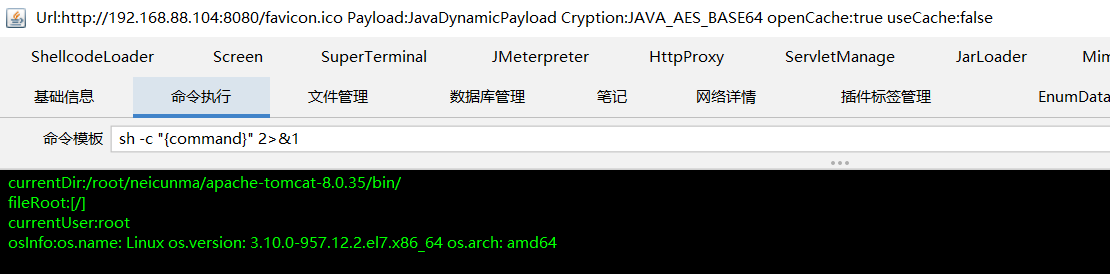 Url:http://192.168.88.104:8080/favicon.ico Payload:JavaDynamicPayload Cryption:JAVA_AES_BASE64 openCache:true useCache:false
ShellcodeLoader Screen SuperTerminal JMeterpreter HttpProxy ServletManage JarLoader Mim
基础信息 命令执行 文件管理 数据库管理 笔记 网络详情 插件标签管理 EnumData
命令模板 sh -c "{command}" 2>&1
currentDir:/root/neicunma/apache-tomcat-8.0.35/bin/
fileRoot:[/]
currentUser:root
osInfo:os.name: Linux os.version: 3.10.0-957.12.2.el7.x86_64 os.arch: amd64